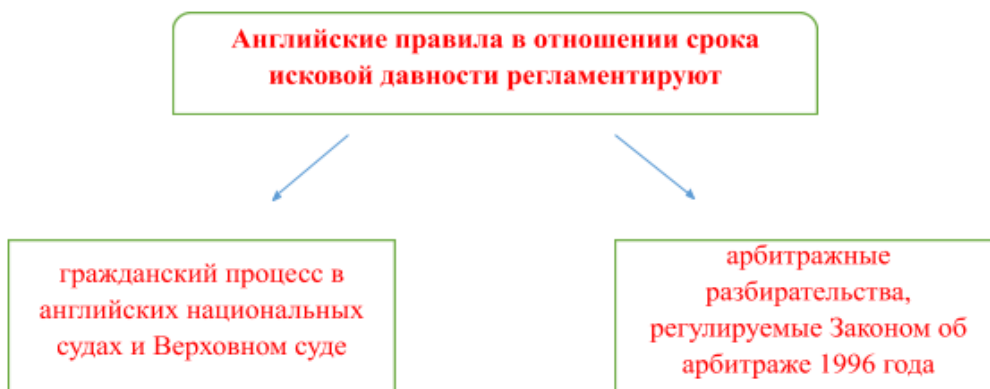 Английские правила в отношении срока
исковой давности регламентируют
гражданский процесс в
английских национальных
судах и Верховном суде
арбитражные
разбирательства,
регулируемые Законом об
арбитраже 1996 года